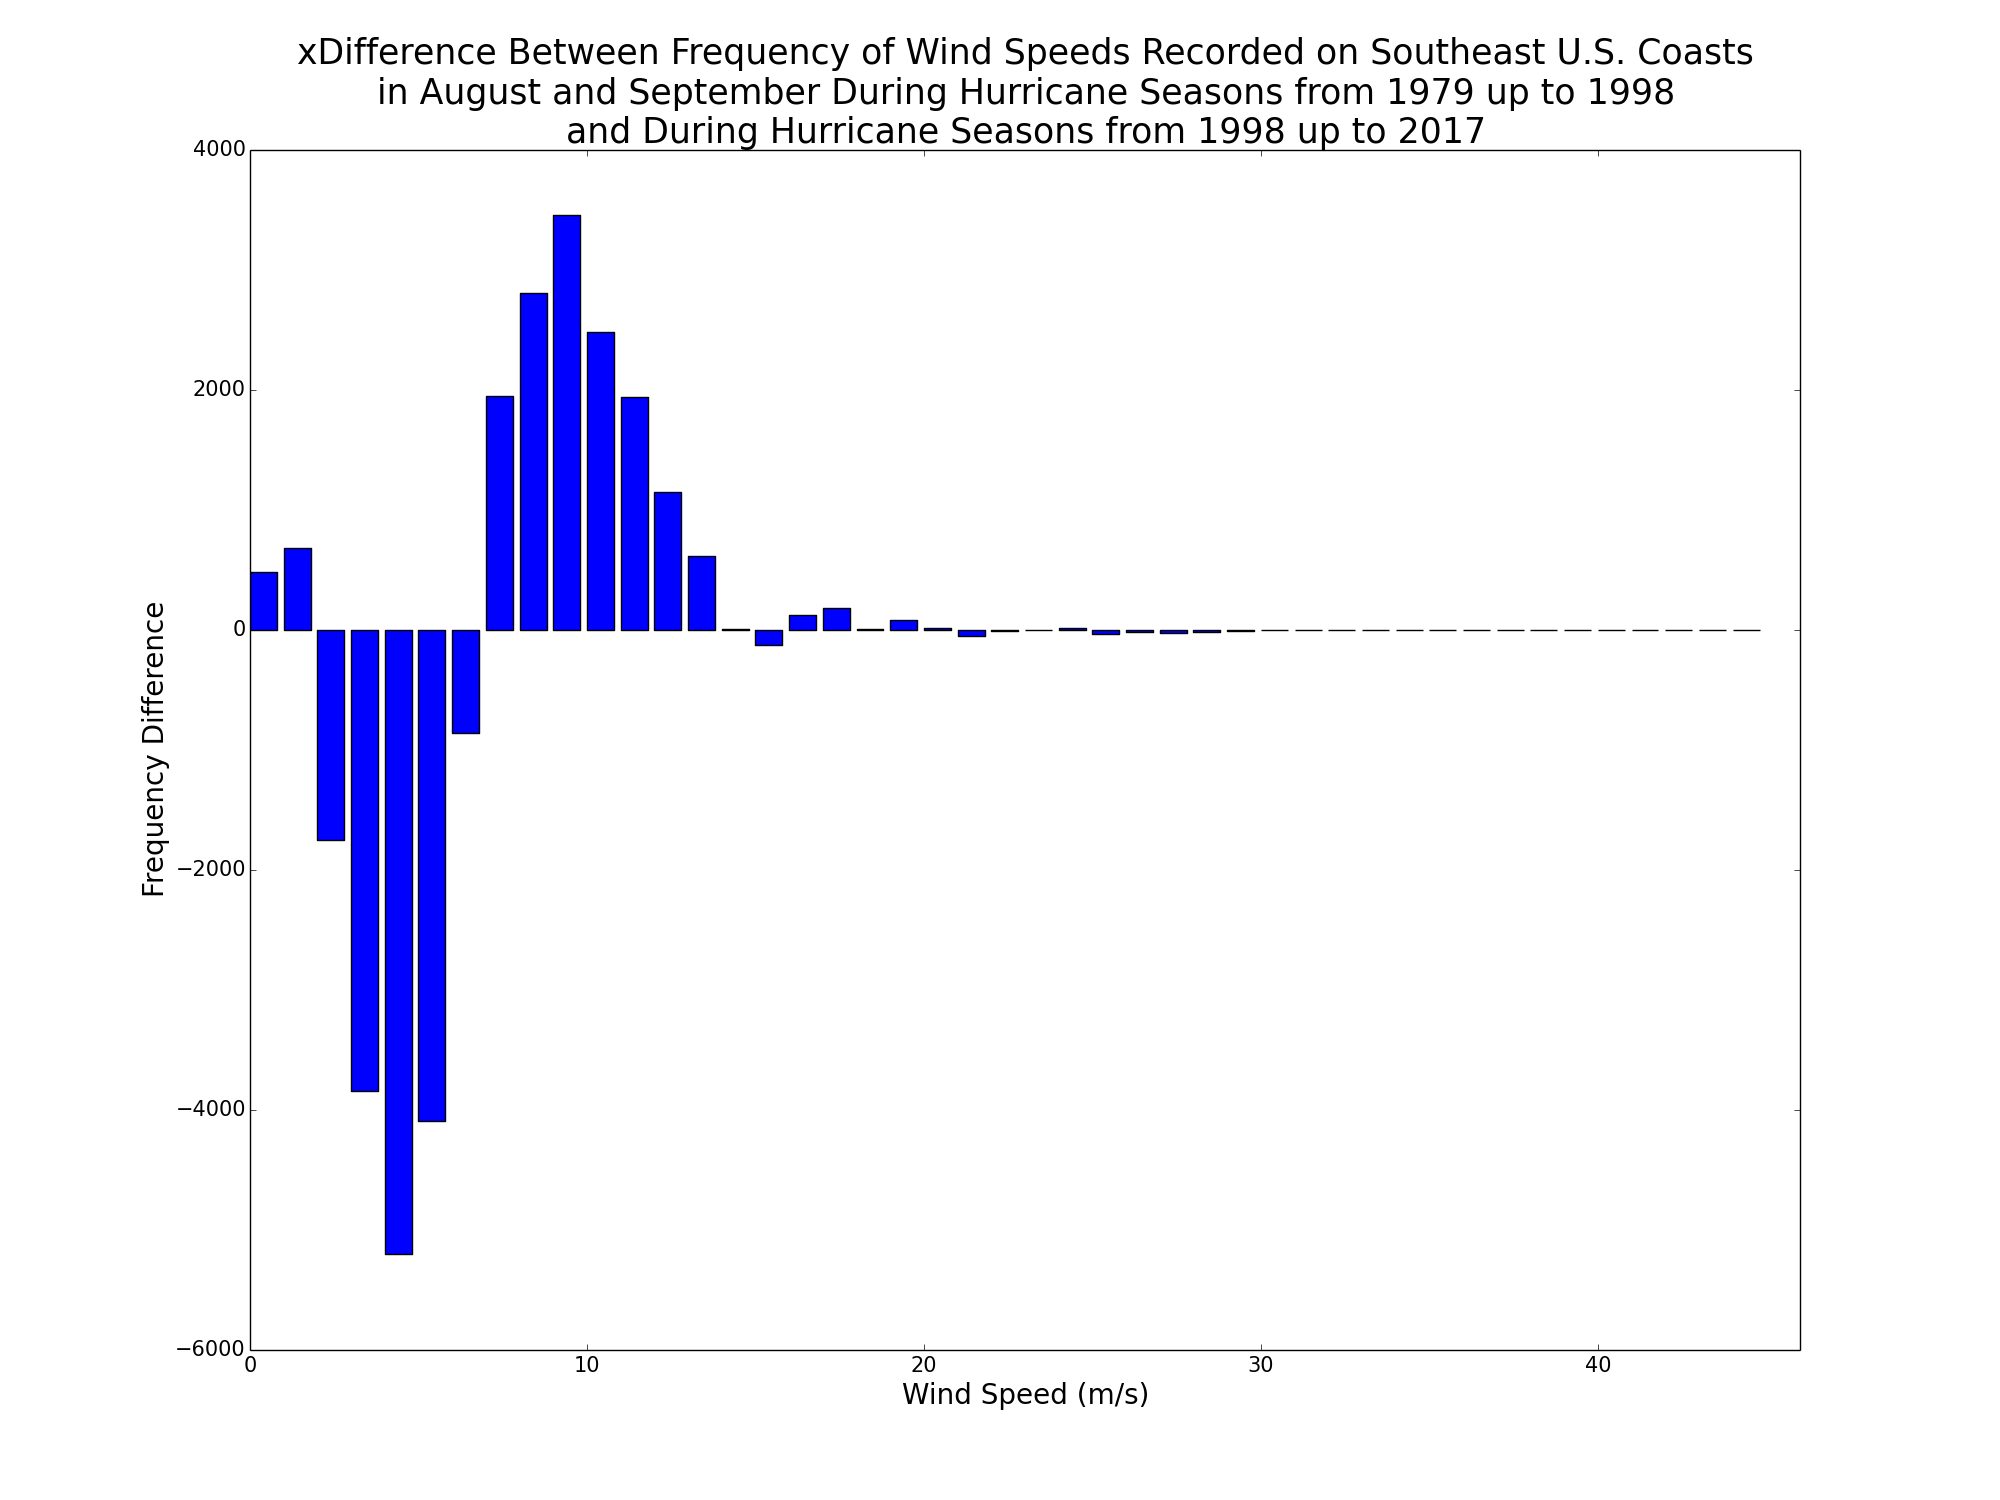 xDifference Between Frequency of Wind Speeds Recorded on Southeast U.S. Coasts
in August and September During Hurricane Seasons from 1979 up to 1998
and During Hurricane Seasons from 1998 up to 2017
4000
2000
0
−2000
−4000
−6000
Frequency Difference
0 10 20 30 40
Wind Speed (m/s)